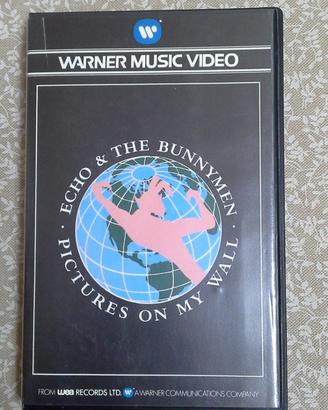 W
WARNER MUSIC VIDEO
· ECHO & THE BUNNYMEN ·
PICTURES ON MY WALL
FROM wea RECORDS LTD. W A WARNER COMMUNICATIONS COMPANY